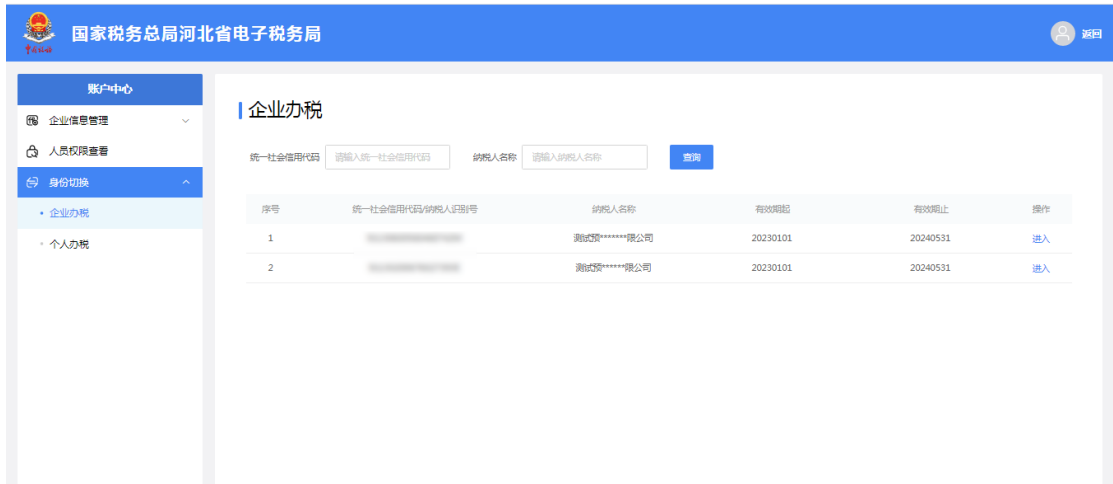 国家税务总局河北省电子税务局
返回
账户中心
企业信息管理
人员权限查看
身份切换
企业办税
个人办税
企业办税
统一社会信用代码 请输入统一社会信用代码 纳税人名称 请输入纳税人名称 查询
序号 统一社会信用代码/纳税人识别号 纳税人名称 有效期起 有效期止 操作
1 测试预*******限公司 20230101 20240531 进入
2 测试预******限公司 20230101 20240531 进入